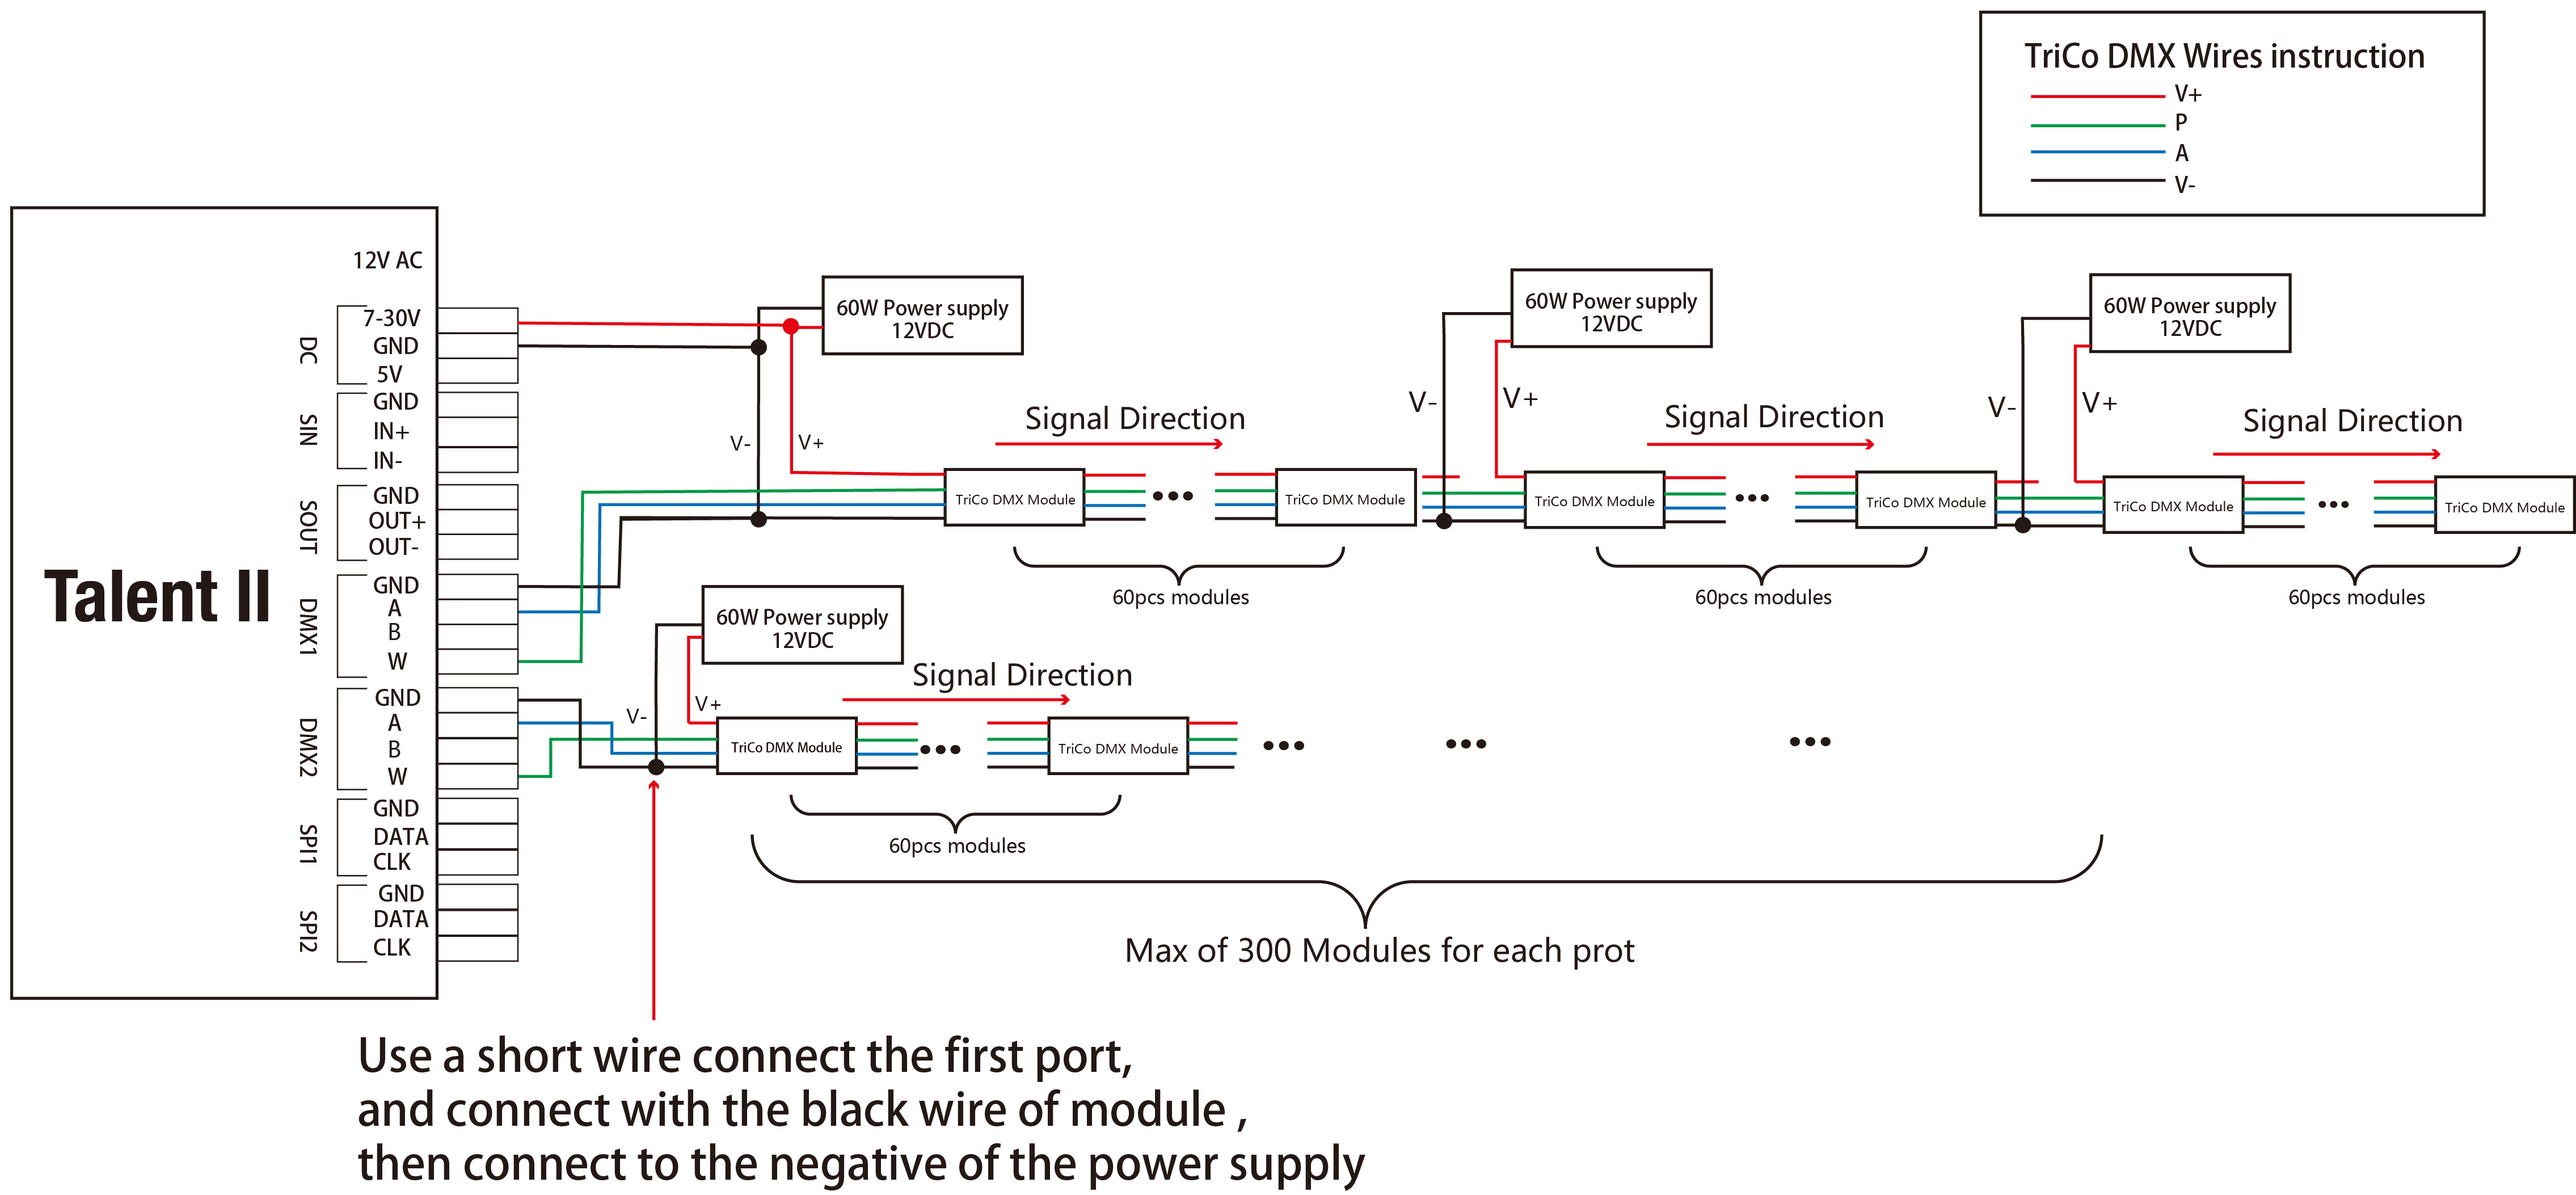 TriCo DMX Wires instruction
V+
P
A
V-
Talent II
12V AC
DC
7-30V
GND
5V
SIN
GND
IN+
IN-
SOUT
GND
OUT+
OUT-
DMX1
GND
A
B
W
DMX2
GND
A
B
W
SPI1
GND
DATA
CLK
SPI2
GND
DATA
CLK
60W Power supply
12VDC
V-
V+
Signal Direction
TriCo DMX Module
TriCo DMX Module
60pcs modules
60W Power supply
12VDC
V-
V+
Signal Direction
TriCo DMX Module
TriCo DMX Module
60pcs modules
60W Power supply
12VDC
V-
V+
Signal Direction
TriCo DMX Module
TriCo DMX Module
60pcs modules
60W Power supply
12VDC
V-
V+
Signal Direction
TriCo DMX Module
TriCo DMX Module
60pcs modules
Max of 300 Modules for each prot
Use a short wire connect the first port,
and connect with the black wire of module ,
then connect to the negative of the power supply